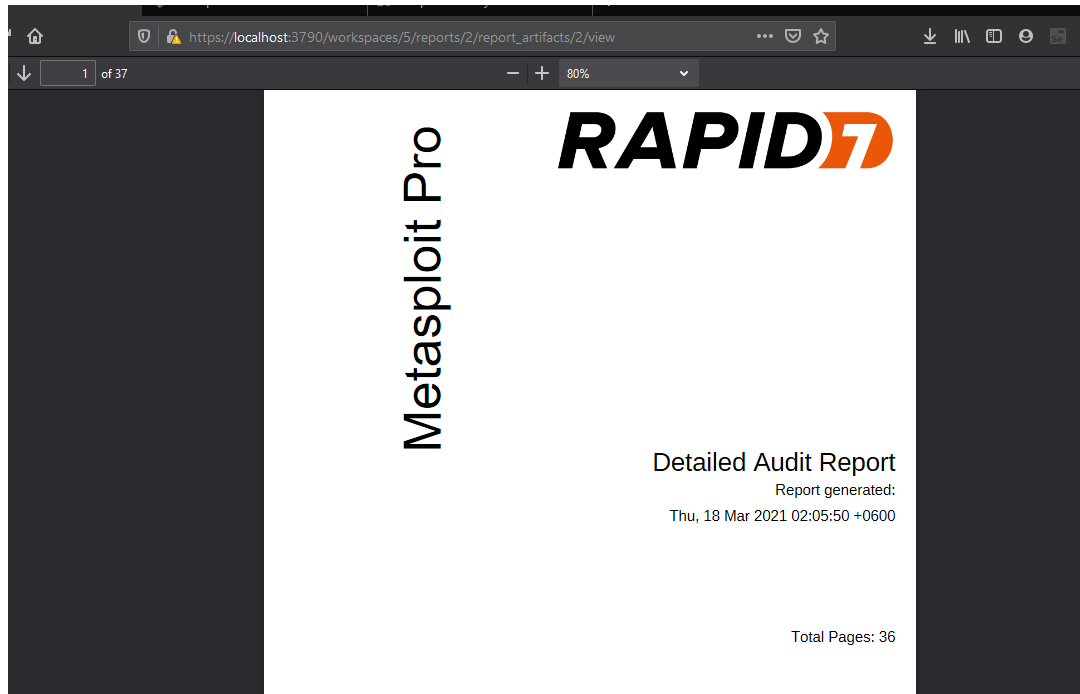 https://localhost:3790/workspaces/5/reports/2/report_artifacts/2/view
1 of 37
80%
RAPID7
Metasploit Pro
Detailed Audit Report
Report generated:
Thu, 18 Mar 2021 02:05:50 +0600
Total Pages: 36